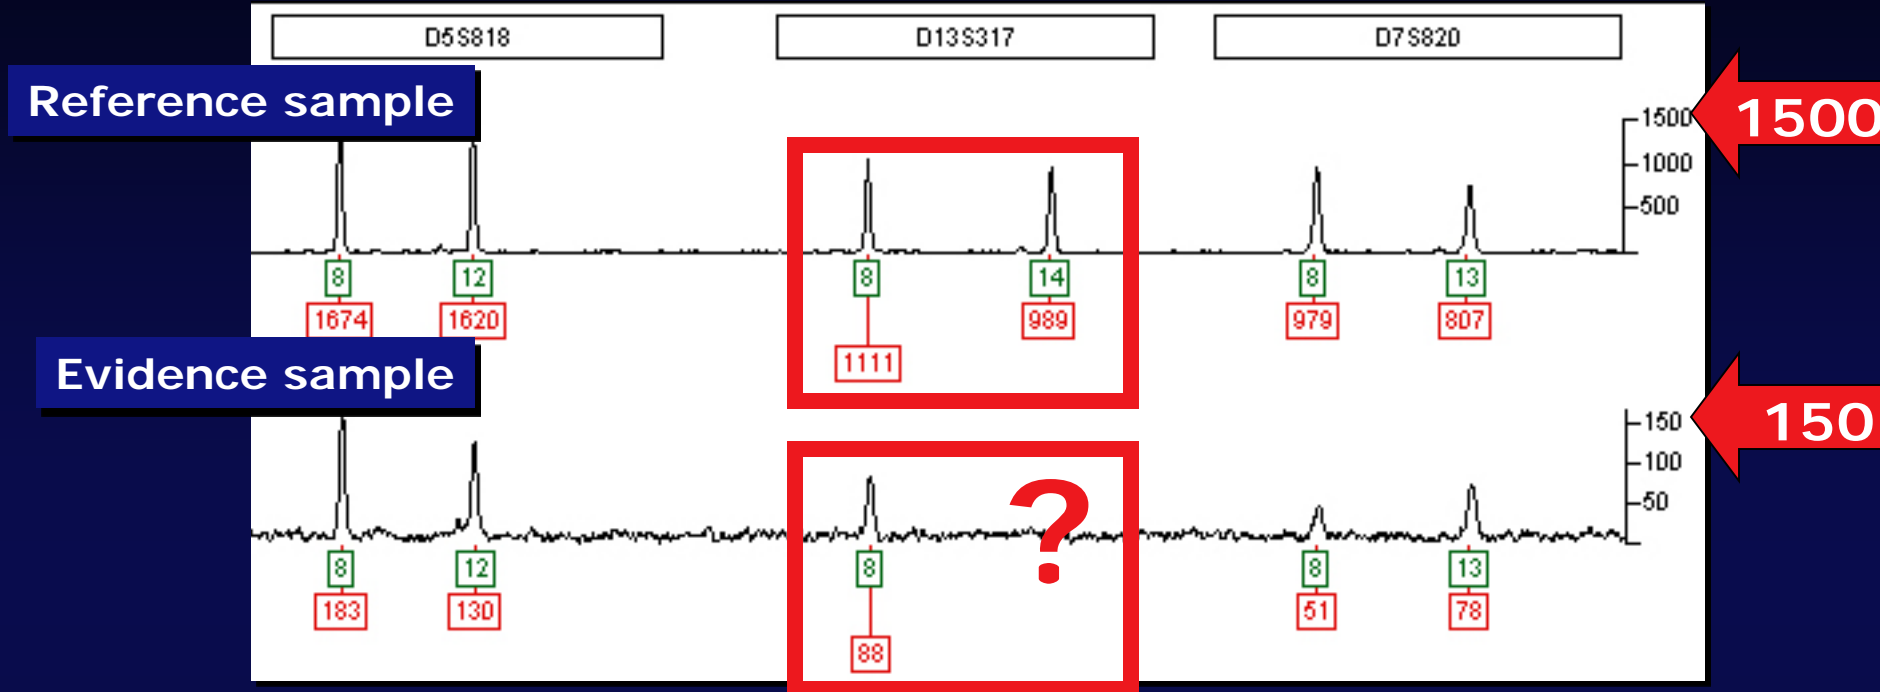 D5S818 D13S317 D7S820
Reference sample
1500
1500
1000
500
8 12 8 14 8 13
1674 1620 989 979 807
1111
Evidence sample
150
150
100
50
?
8 12 8 8 13
183 130 51 78
88